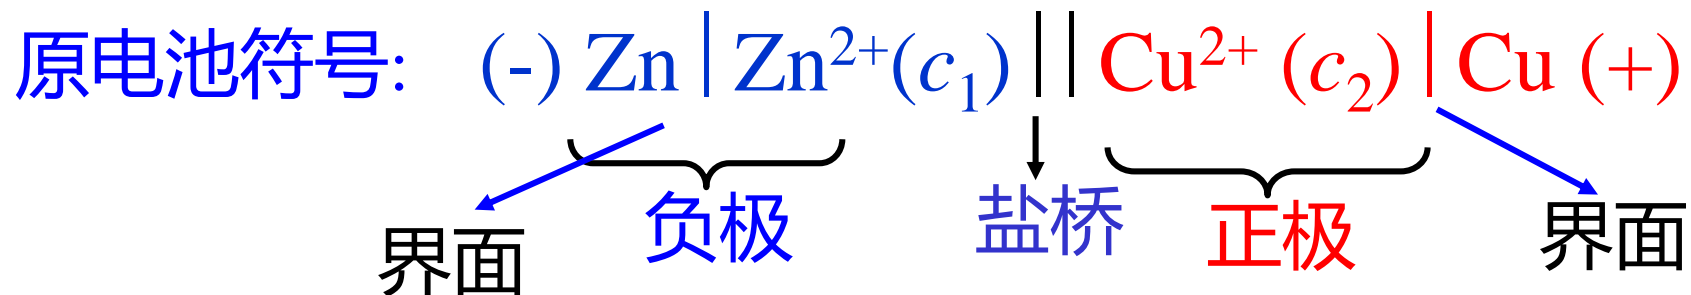 原电池符号: (-) Zn | Zn²⁺(c₁) || Cu²⁺ (c₂) | Cu (+)
界面 负极 盐桥 正极 界面